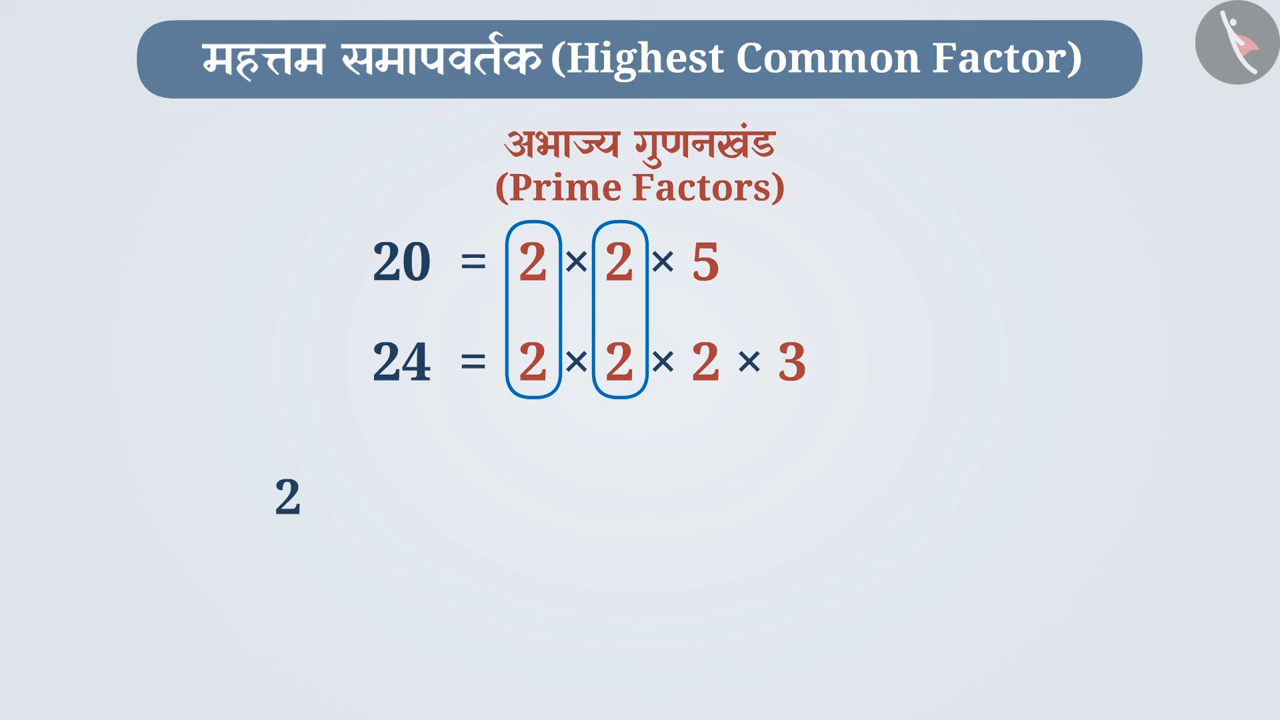 महत्तम समापवर्तक (Highest Common Factor)
अभाज्य गुणनखंड
(Prime Factors)
20 = 2 × 2 × 5
24 = 2 × 2 × 2 × 3
2